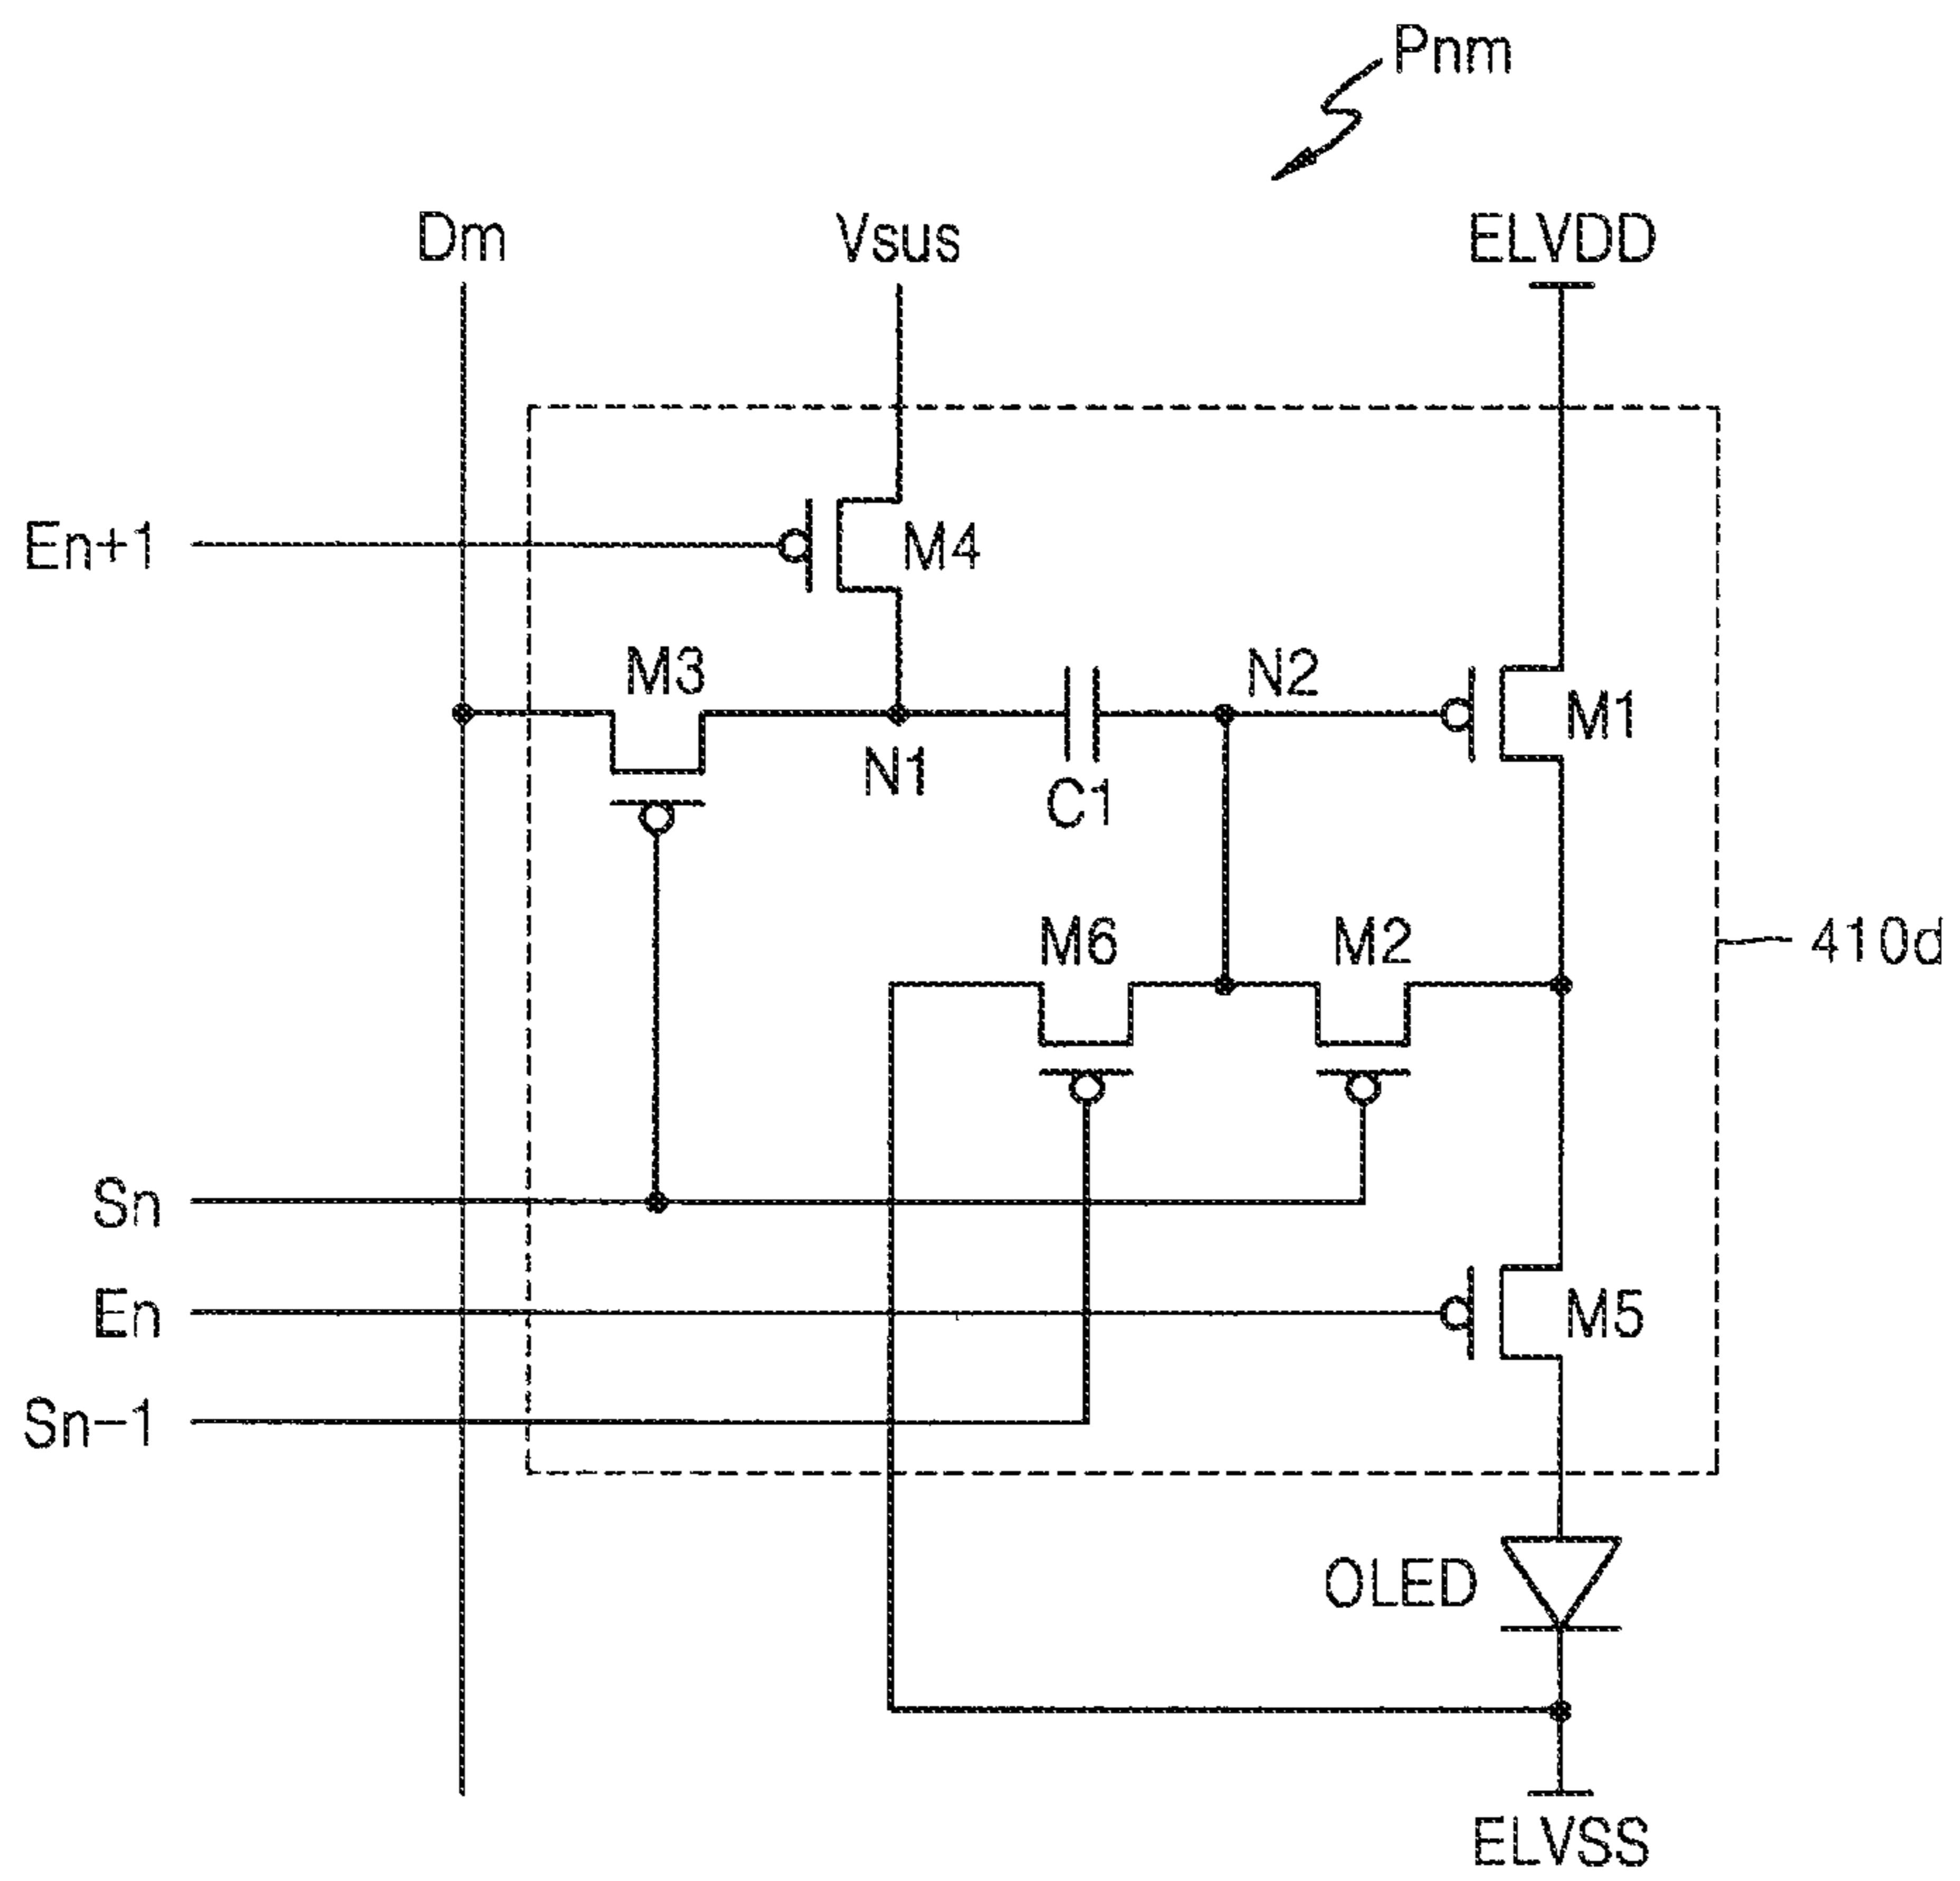 Pnm
Dm
Vsus
ELVDD
En+1
M4
M3
N2
M1
N1
C1
M6
M2
410d
Sn
En
M5
Sn-1
OLED
ELVSS